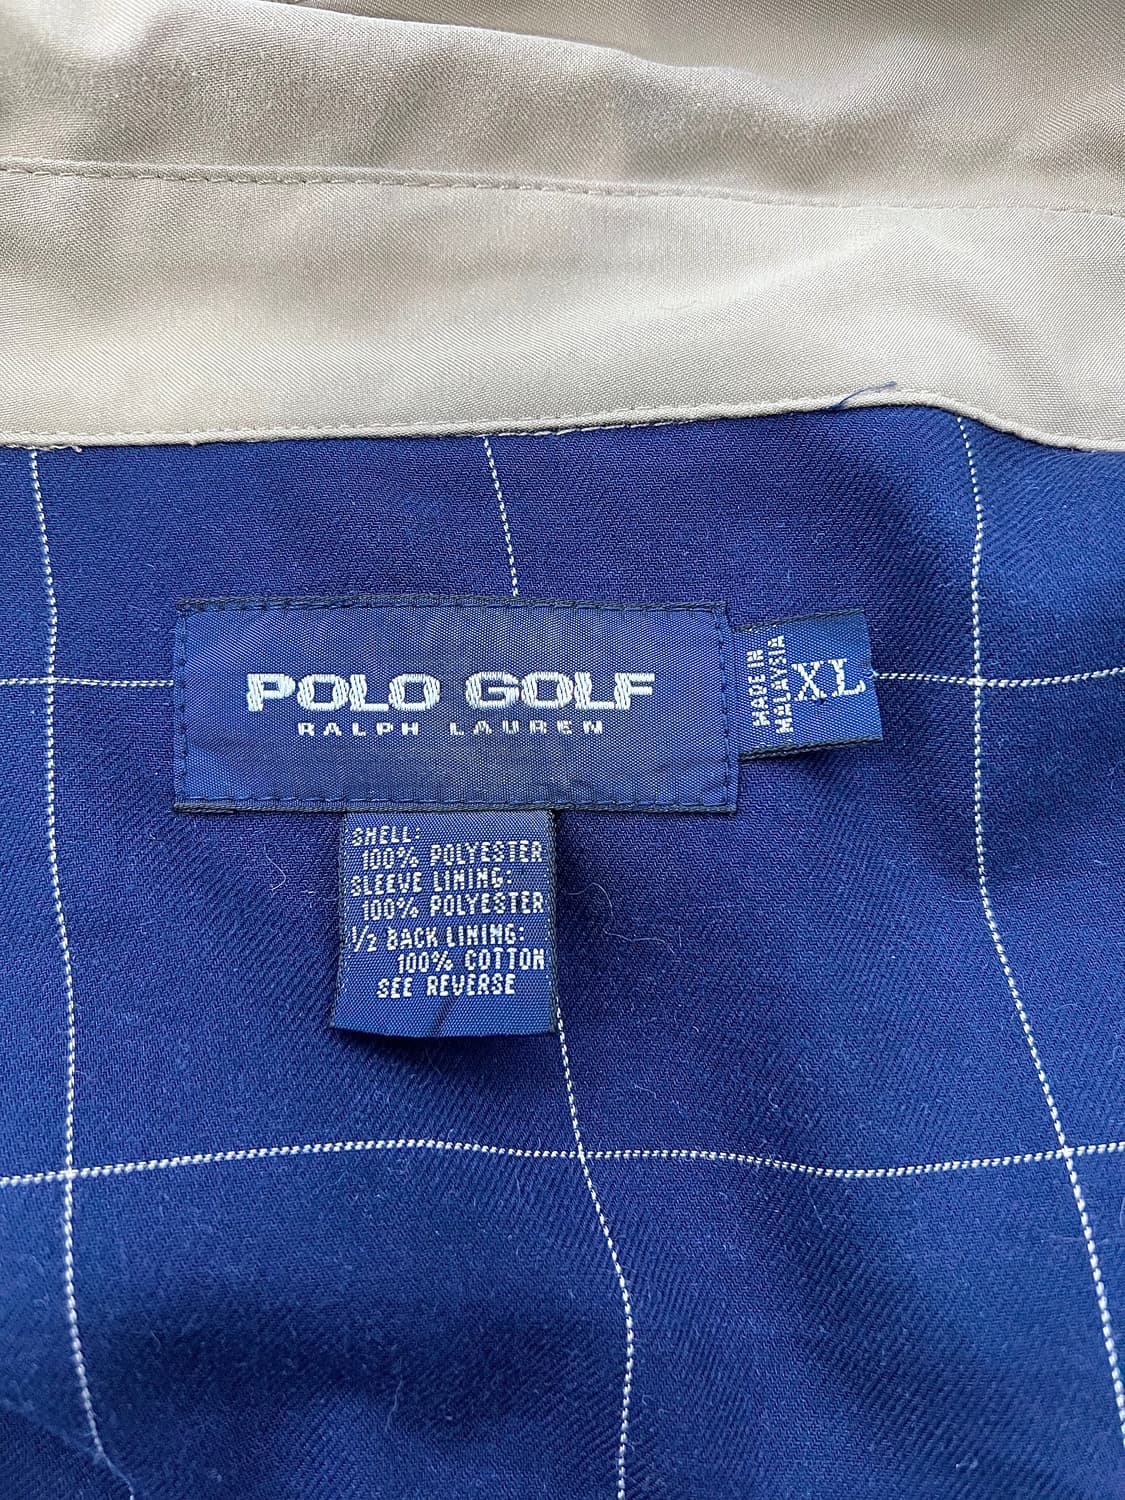 POLO GOLF
RALPH LAUREN
MADE IN
MALAYSIA
XL
SHELL:
100% POLYESTER
SLEEVE LINING:
100% POLYESTER
1/2 BACK LINING:
100% COTTON
SEE REVERSE